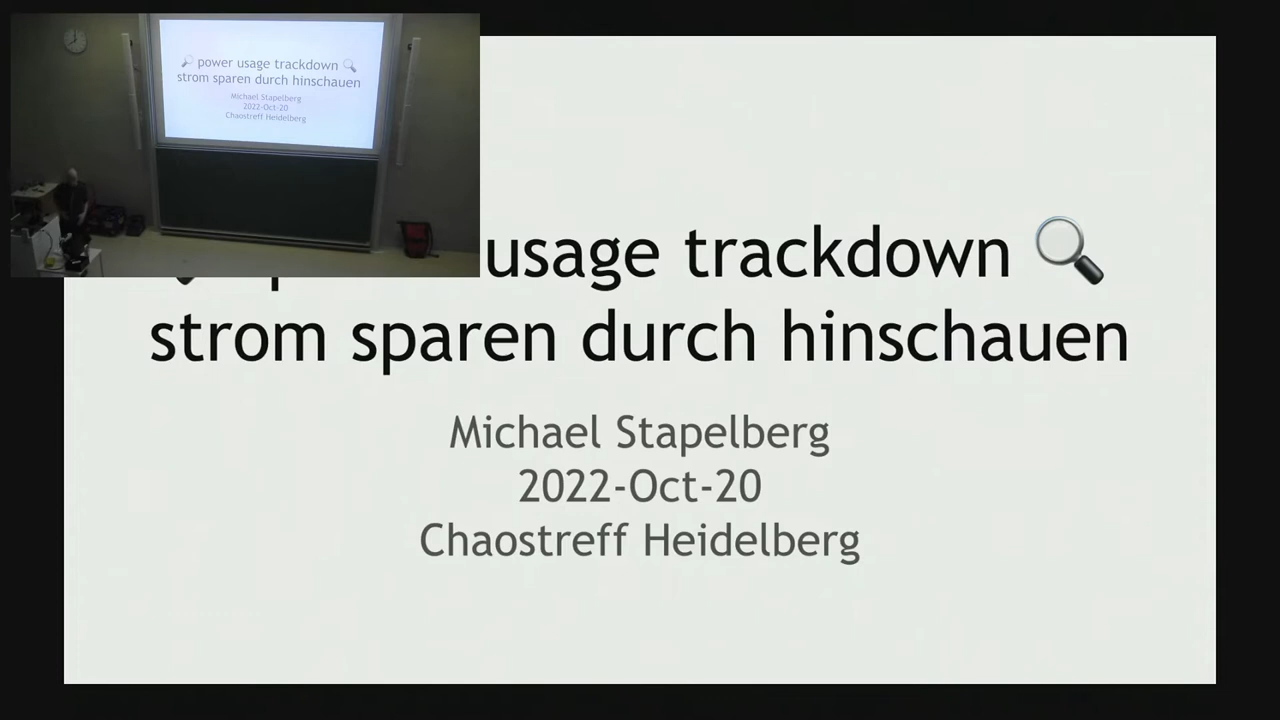 🔎 power usage trackdown 🔍
strom sparen durch hinschauen
Michael Stapelberg
2022-Oct-20
Chaostreff Heidelberg
usage trackdown 🔍
strom sparen durch hinschauen
Michael Stapelberg
2022-Oct-20
Chaostreff Heidelberg